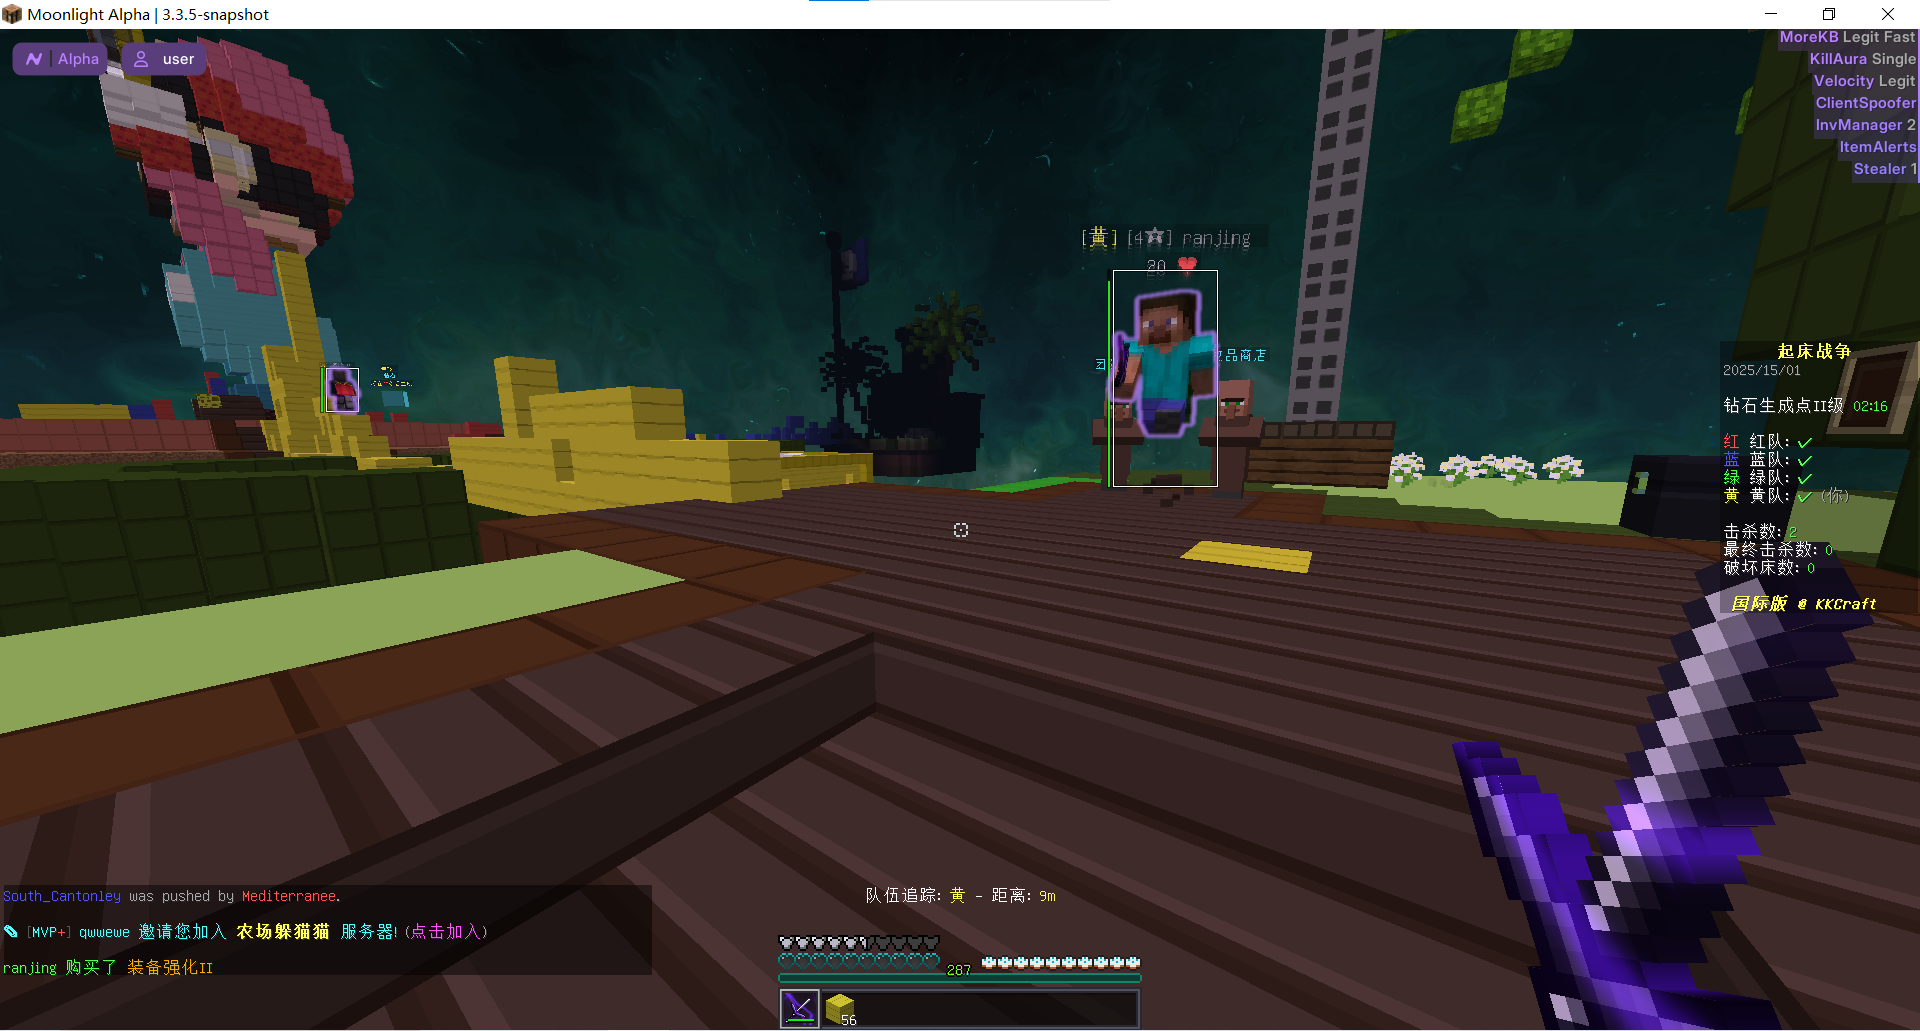 Moonlight Alpha | 3.3.5-snapshot
Alpha
user
MoreKB Legit Fast
KillAura Single
Velocity Legit
ClientSpoofer
InvManager 2
ItemAlerts
Stealer 1
[黄] [4☆] ranjing
20
品商店
起床战争
2025/15/01
钻石生成点II级 02:16
红 红队: ✓
蓝 蓝队: ✓
绿 绿队: ✓
黄 黄队: ✓ (你)
击杀数: 2
最终击杀数: 0
破坏床数: 0
国际版 @ KKCraft
South_Cantonley was pushed by Mediterranee.
[MVP+] qwwewe 邀请您加入 农场躲猫猫 服务器! (点击加入)
ranjing 购买了 装备强化II
队伍追踪: 黄 - 距离: 9m
287
56